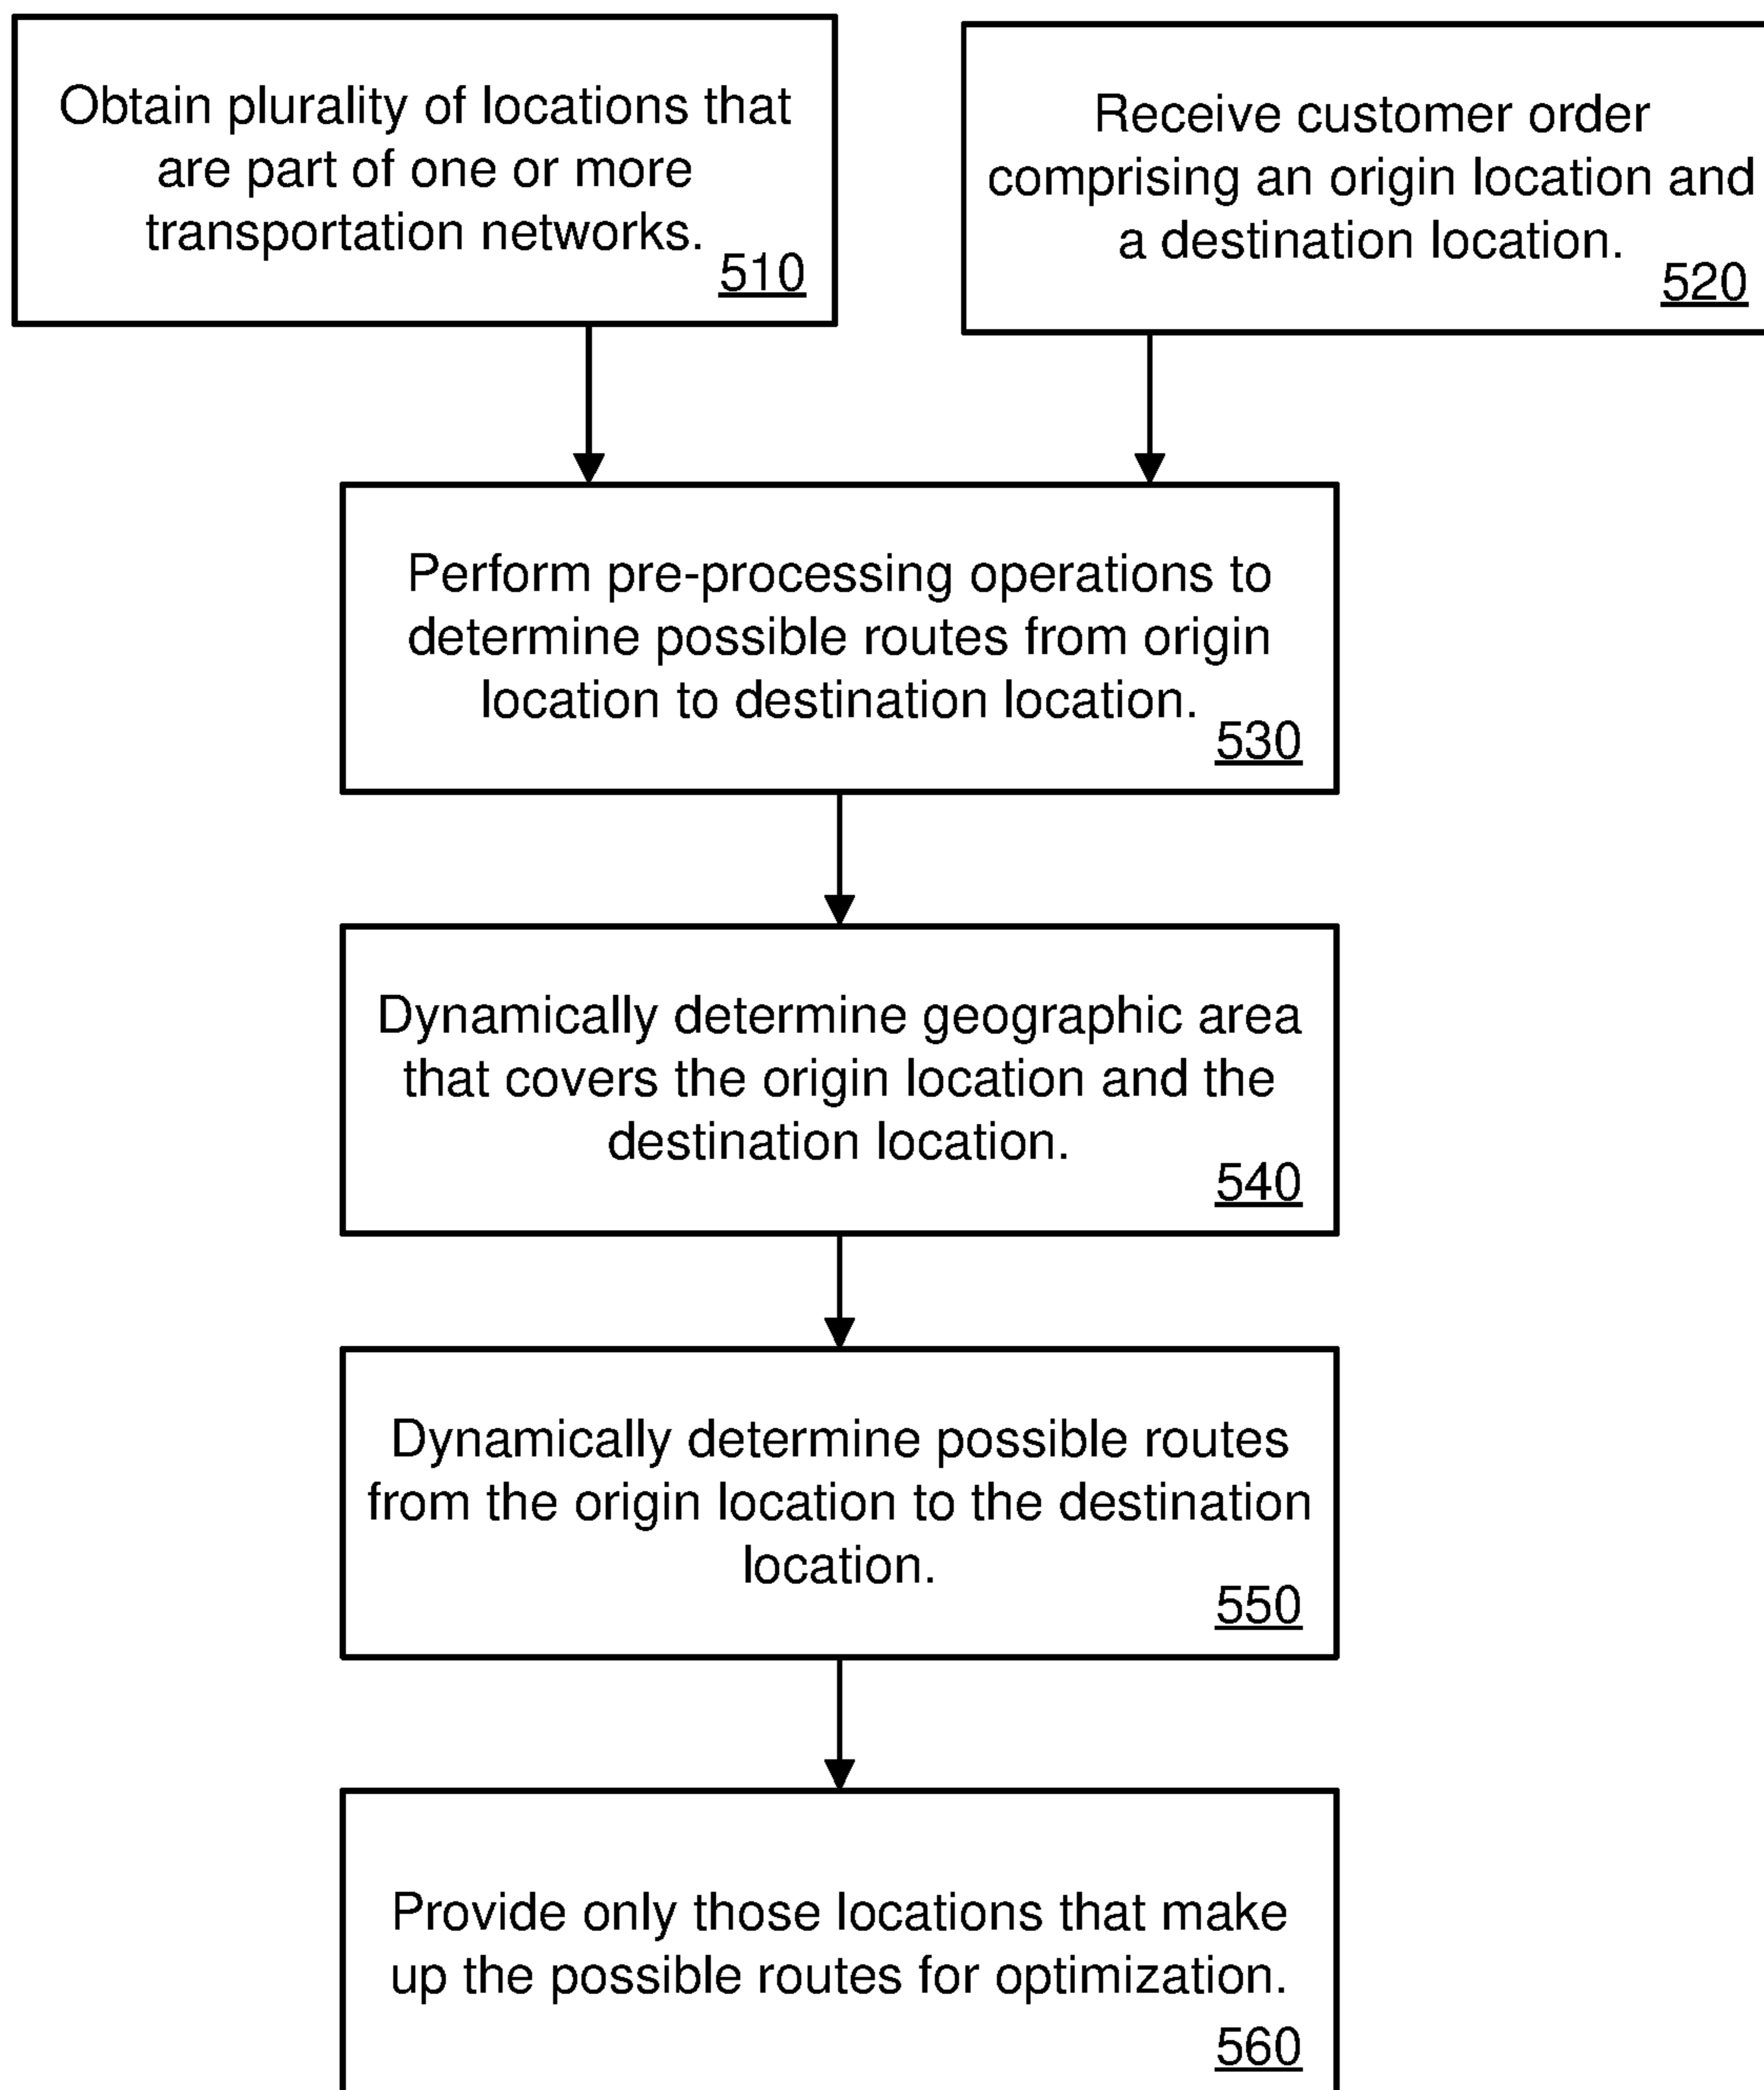 Obtain plurality of locations that
are part of one or more
transportation networks.
510
Receive customer order
comprising an origin location and
a destination location.
520
Perform pre-processing operations to
determine possible routes from origin
location to destination location.
530
Dynamically determine geographic area
that covers the origin location and the
destination location.
540
Dynamically determine possible routes
from the origin location to the destination
location.
550
Provide only those locations that make
up the possible routes for optimization.
560